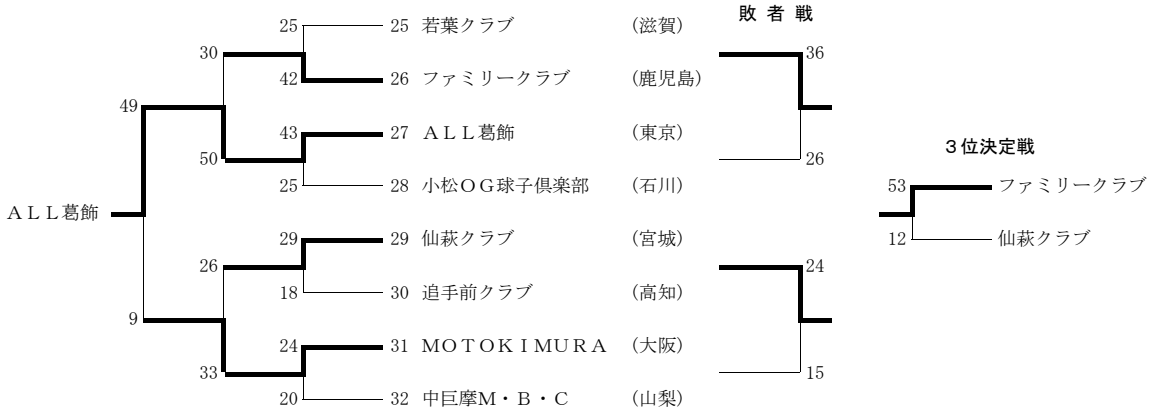 敗者戦
25 25 若葉クラブ (滋賀)
30 36
42 26 ファミリークラブ (鹿児島)
49
43 27 ＡＬＬ葛飾 (東京)
50 26
3位決定戦
25 28 小松ＯＧ球子倶楽部 (石川)
53 ファミリークラブ
ＡＬＬ葛飾
29 29 仙萩クラブ (宮城)
12 仙萩クラブ
26 24
18 30 追手前クラブ (高知)
9
24 31 ＭＯＴＯＫＩＭＵＲＡ (大阪)
33 15
20 32 中巨摩Ｍ・Ｂ・Ｃ (山梨)